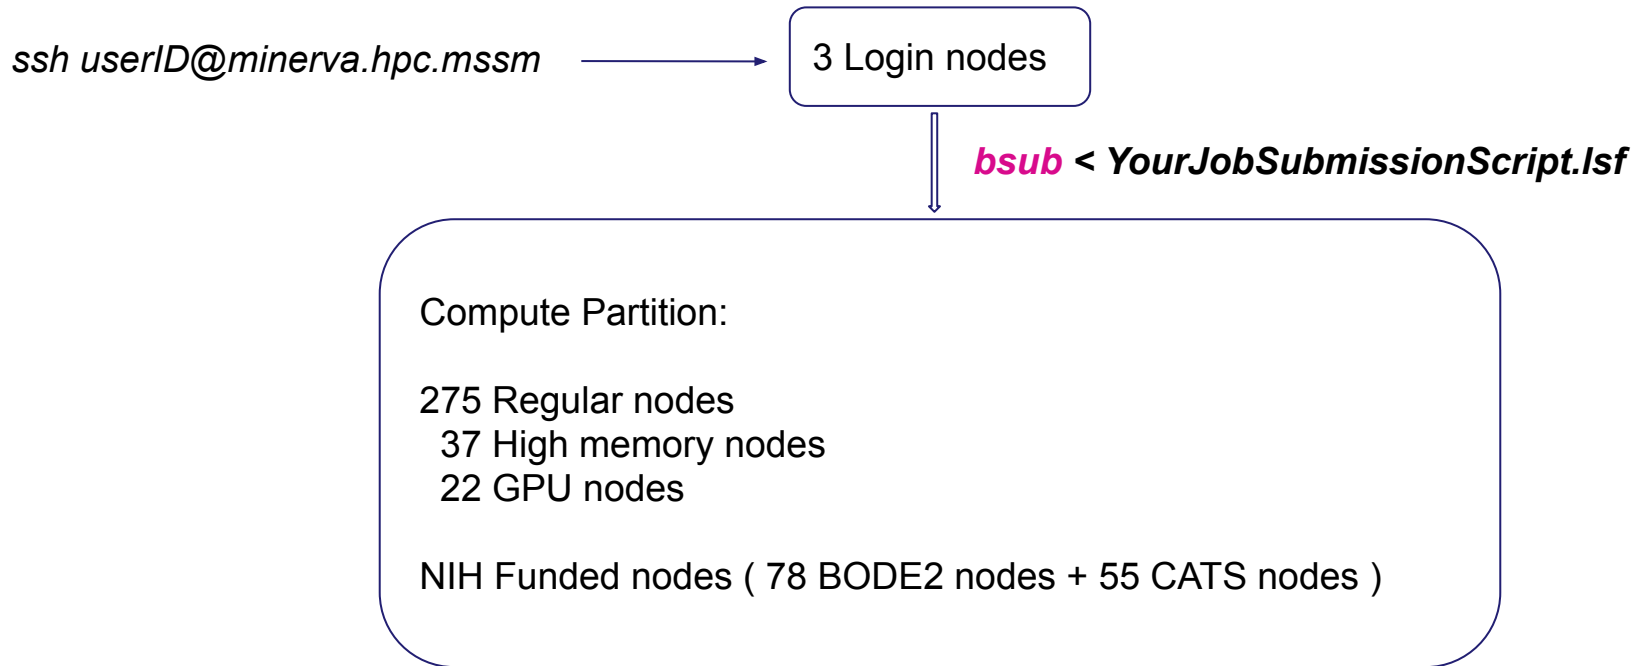 ssh userID@minerva.hpc.mssm
3 Login nodes
bsub < YourJobSubmissionScript.lsf
Compute Partition:
275 Regular nodes
37 High memory nodes
22 GPU nodes
NIH Funded nodes ( 78 BODE2 nodes + 55 CATS nodes )